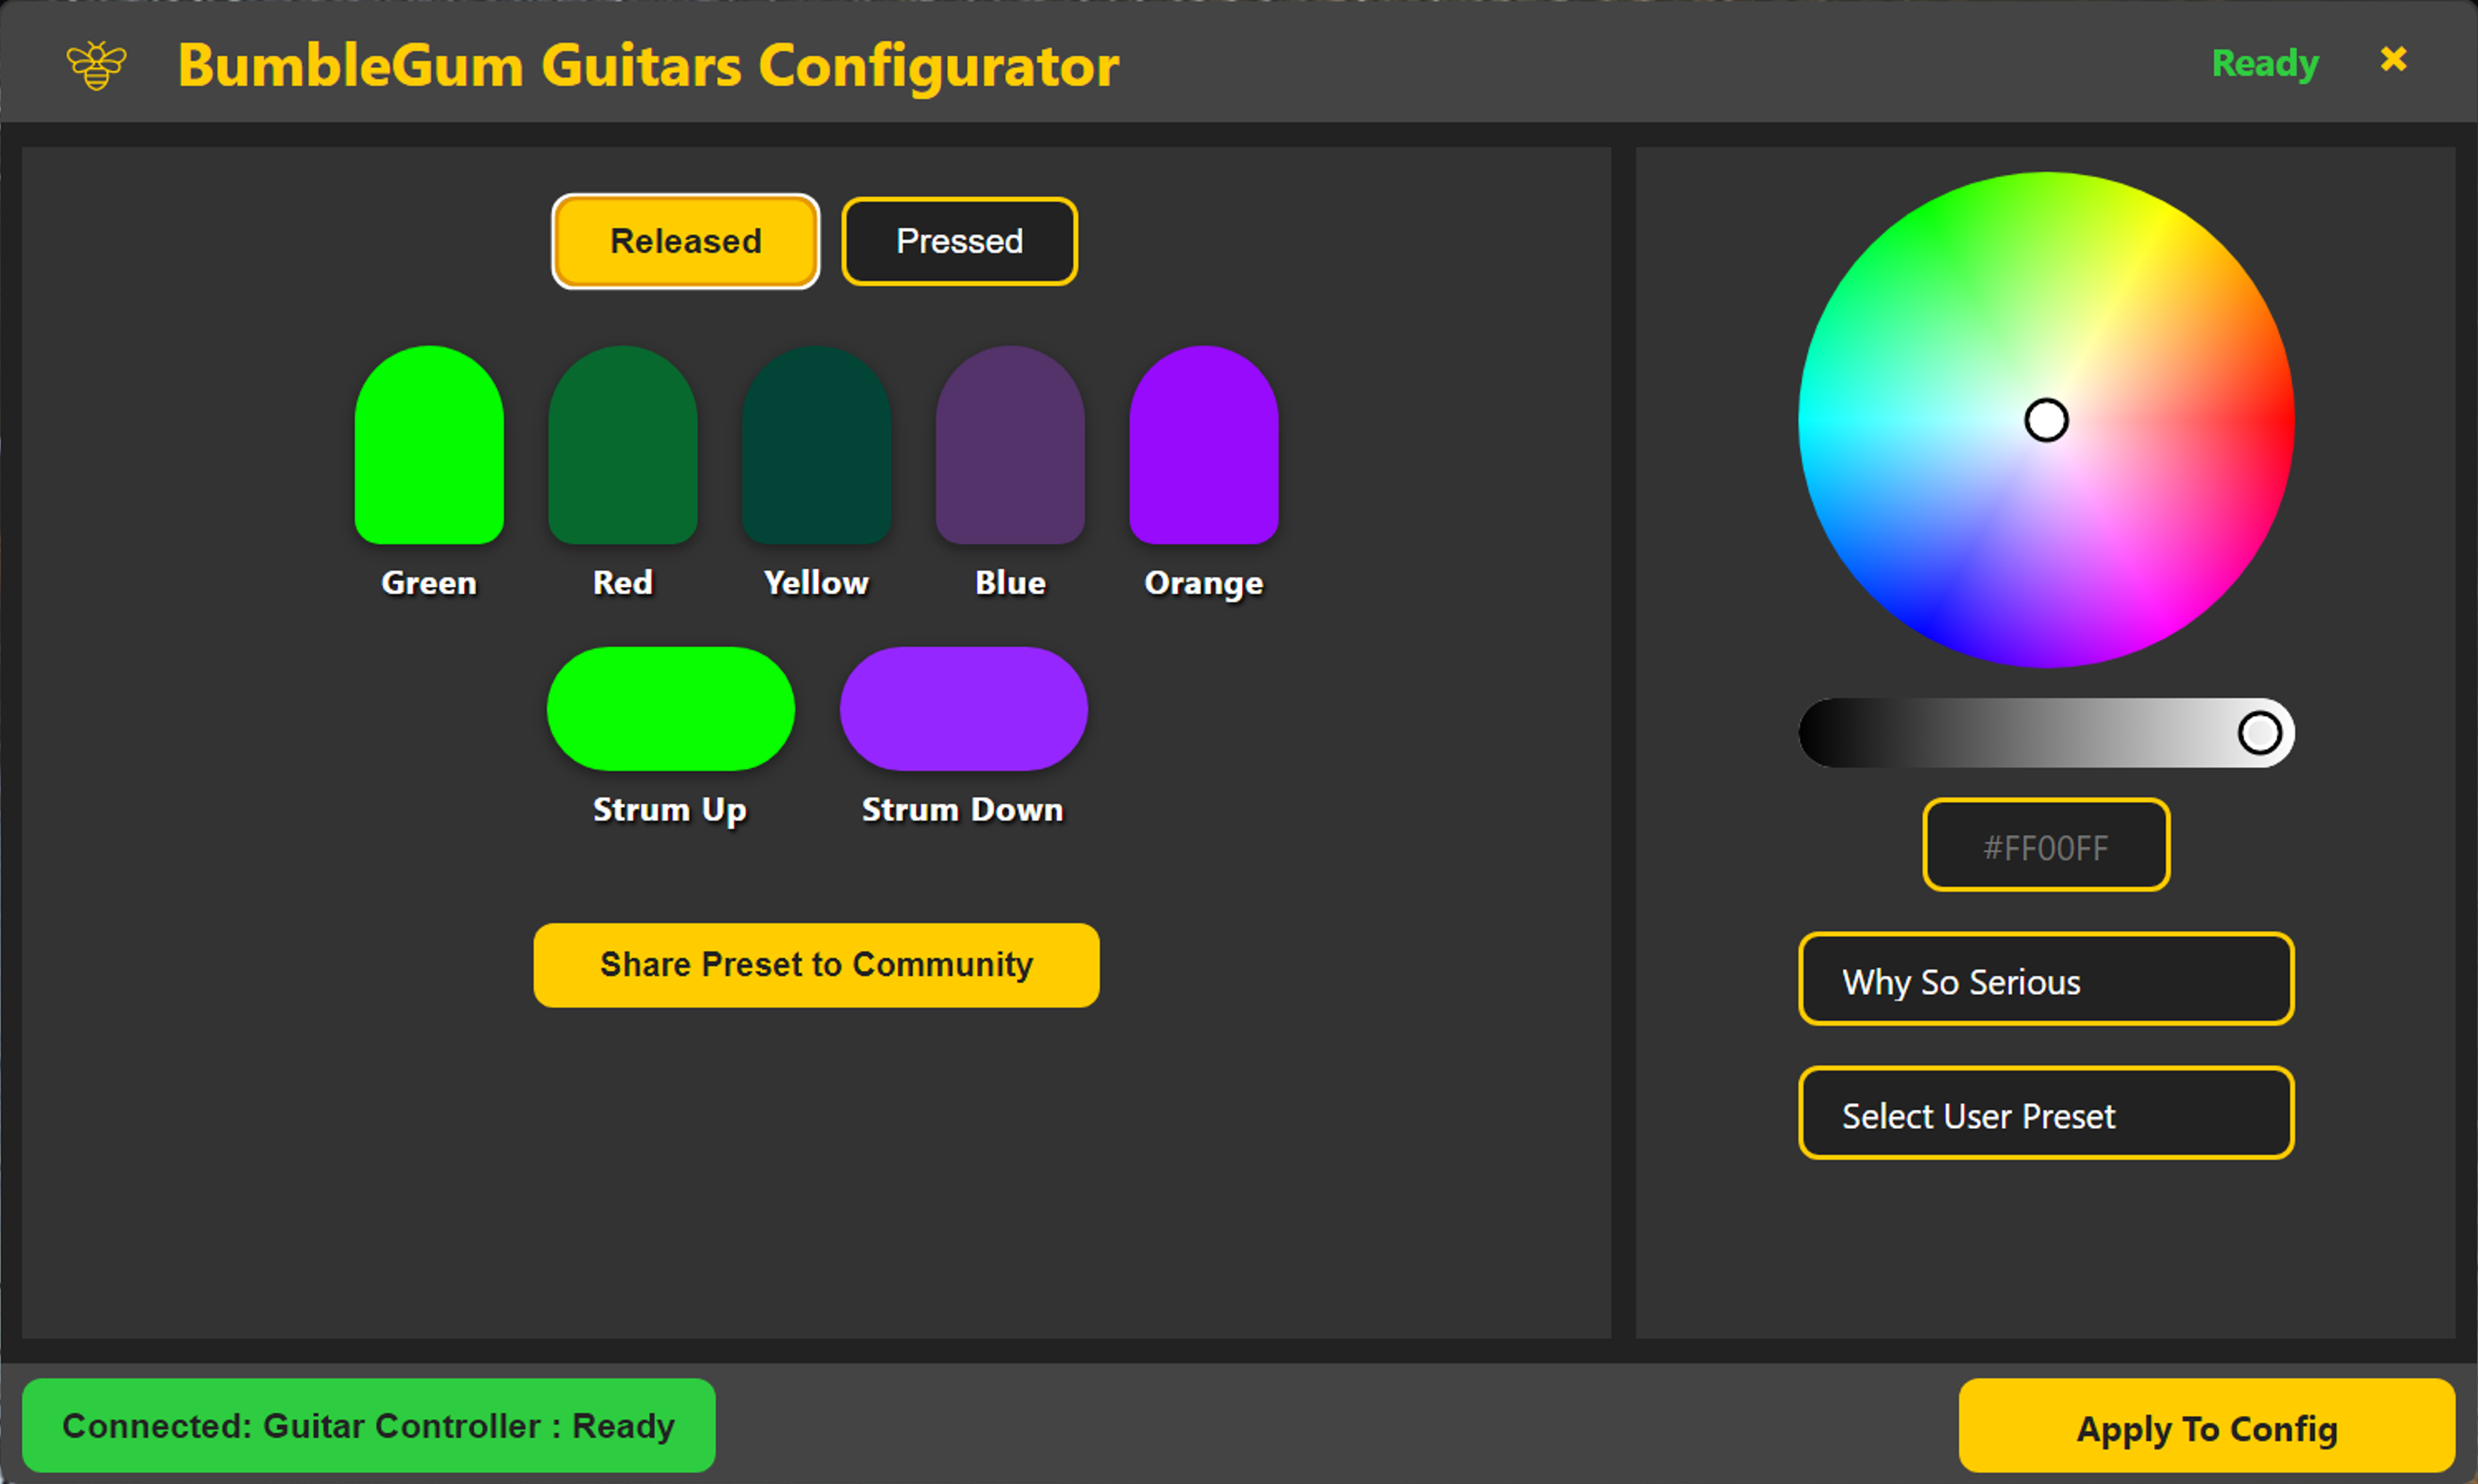 BumbleGum Guitars Configurator
Ready
✖
Released
Pressed
Green
Red
Yellow
Blue
Orange
Strum Up
Strum Down
Share Preset to Community
#FF00FF
Why So Serious
Select User Preset
Connected: Guitar Controller : Ready
Apply To Config